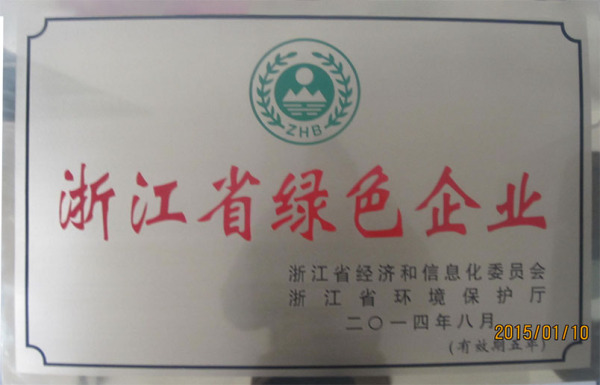 ZHB
浙江省绿色企业
浙江省经济和信息化委员会
浙江省环境保护厅
二〇一四年八月
2015/01/10
(有效期五年)